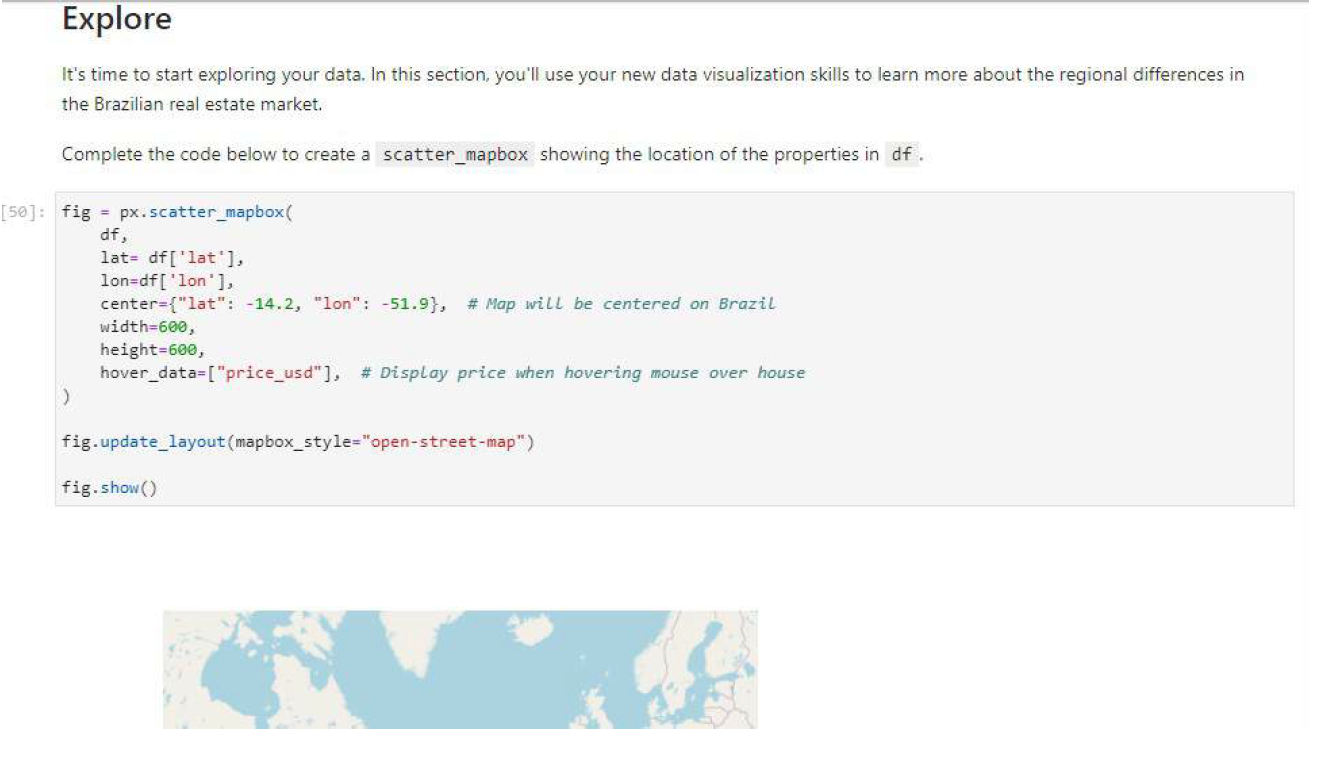 Explore
It's time to start exploring your data. In this section, you'll use your new data visualization skills to learn more about the regional differences in
the Brazilian real estate market.
Complete the code below to create a scatter_mapbox showing the location of the properties in df.
[50]: fig = px.scatter_mapbox(
    df,
    lat= df['lat'],
    lon=df['lon'],
    center={"lat": -14.2, "lon": -51.9},  # Map will be centered on Brazil
    width=600,
    height=600,
    hover_data=["price_usd"],  # Display price when hovering mouse over house
)
fig.update_layout(mapbox_style="open-street-map")
fig.show()